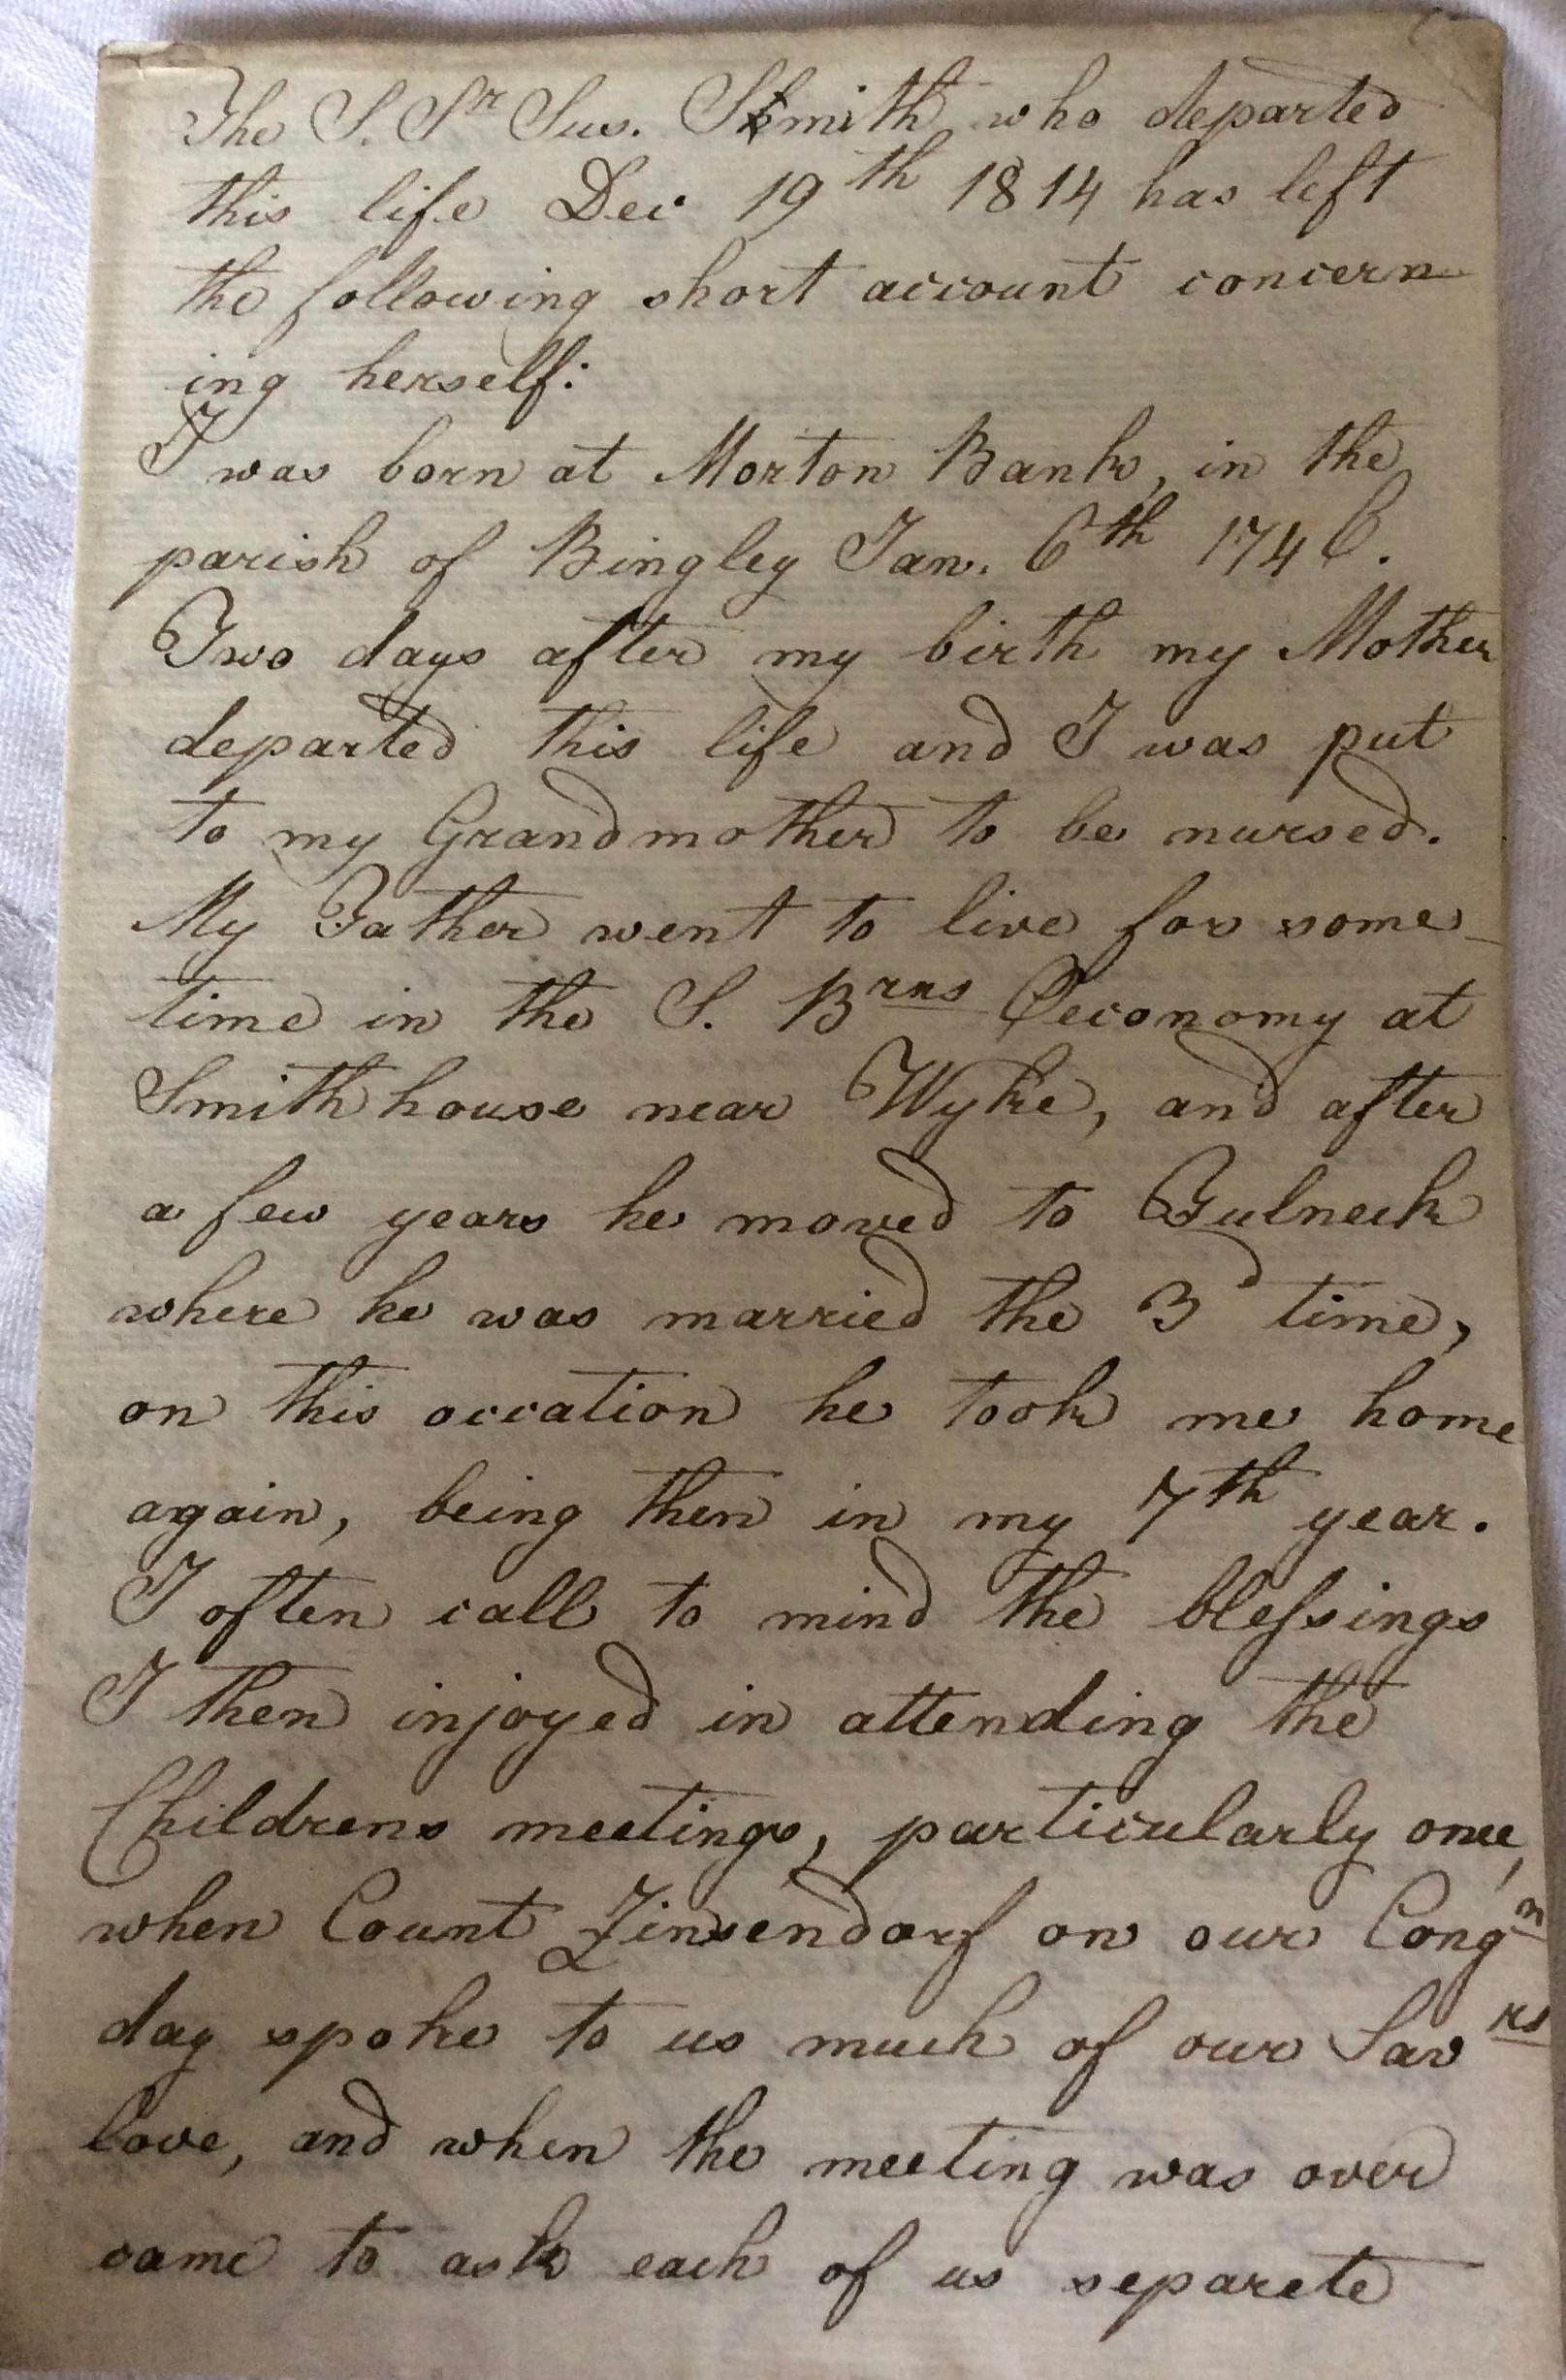 The S. Sr Sus. Smith who departed
this life Dec 19th 1814 has left
the following short account concern
ing herself:
I was born at Morton Bank, in the
parish of Bingley Jan. 6th 1746.
Two days after my birth my Mother
departed this life and I was put
to my Grandmother to be nursed.
My Father went to live for some-
time in the S. Brns Oeconomy at
Smith house near Wyke, and after
a few years he moved to Fulneck
where he was married the 3d time,
on this occation he took me home
again, being then in my 7th year.
I often call to mind the blessings
I then injoyed in attending the
Childrens meetings, particularly once,
when Count Zinsendorf on our Congn
day spoke to us much of our Savrs
love, and when the meeting was over
came to ask each of us separete